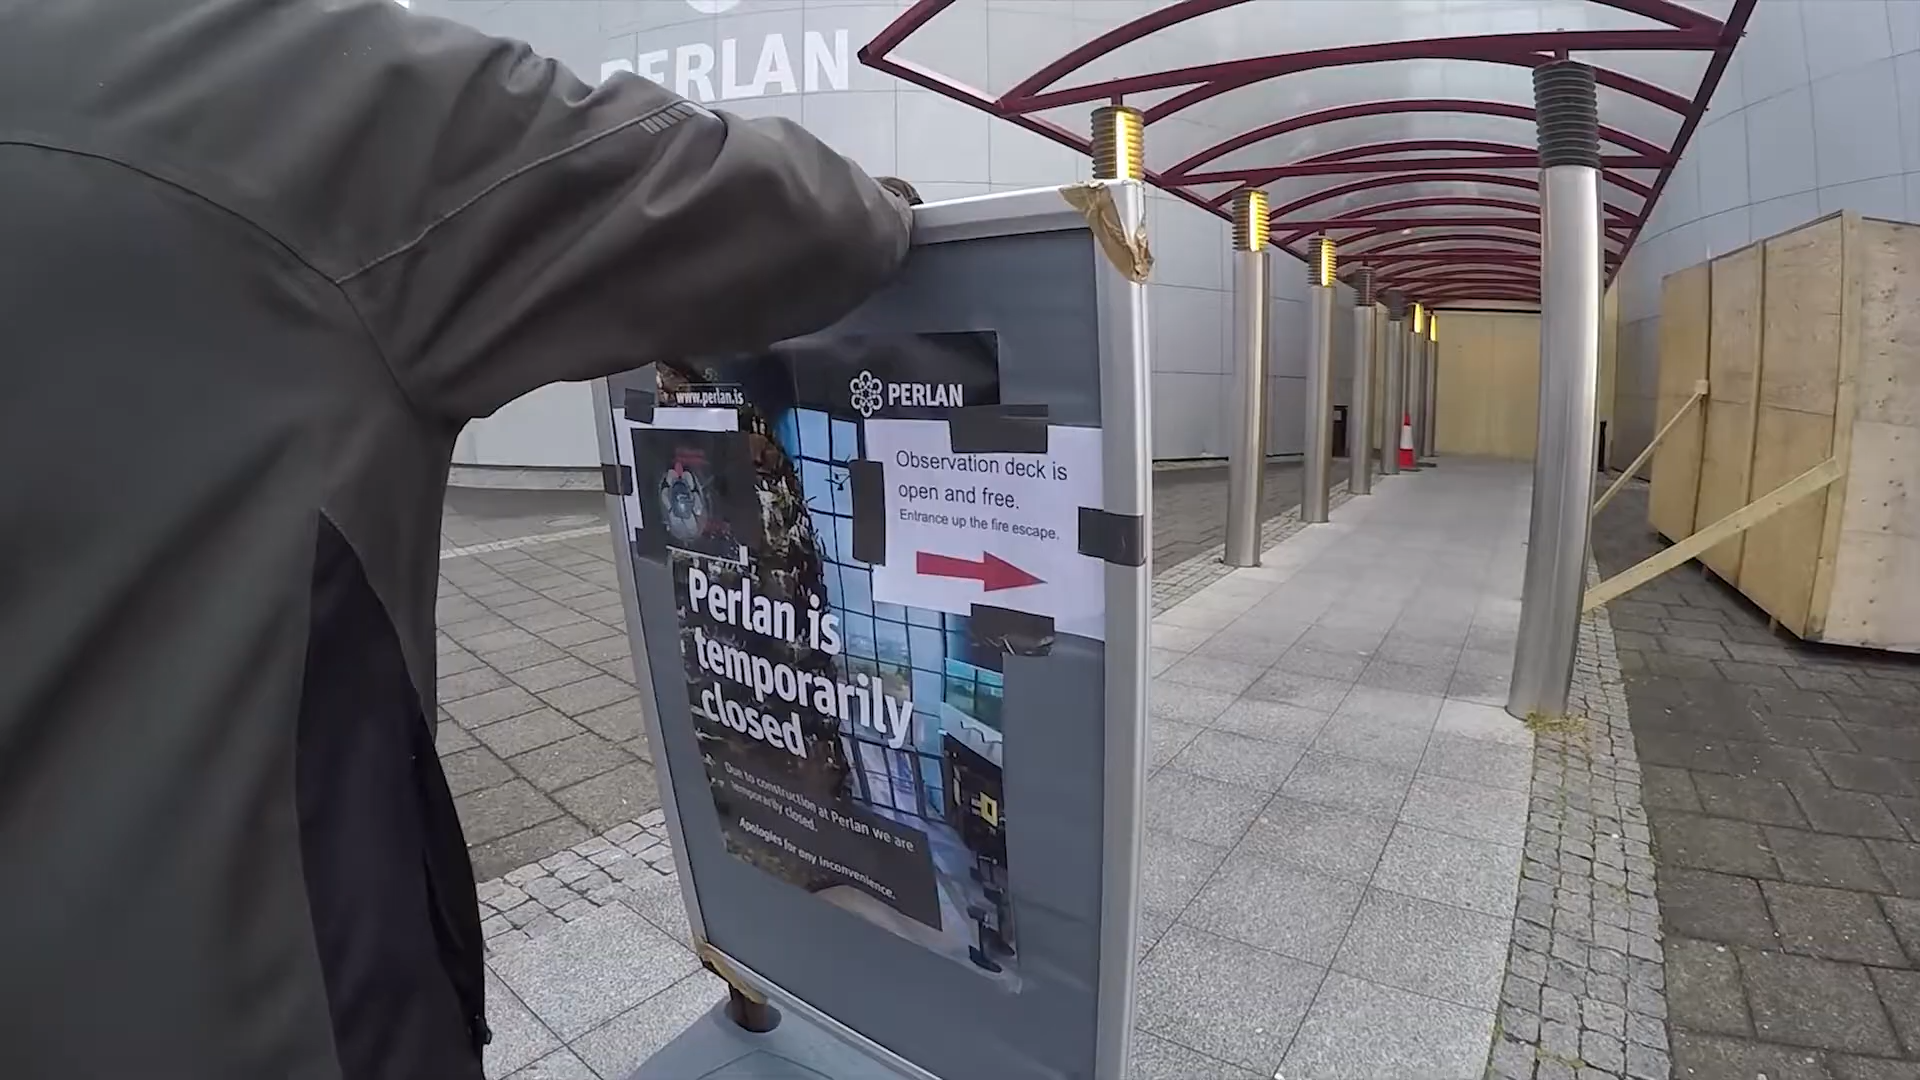 PERLAN
www.perlan.is
PERLAN
Observation deck is
open and free.
Entrance up the fire escape.
Perlan is
temporarily
closed
Due to construction at Perlan we are
temporarily closed.
Apologies for any inconvenience.